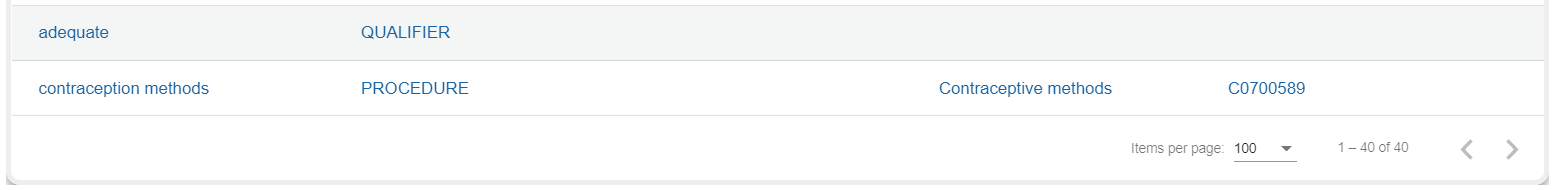 adequate QUALIFIER
contraception methods PROCEDURE Contraceptive methods C0700589
Items per page: 100 1 – 40 of 40